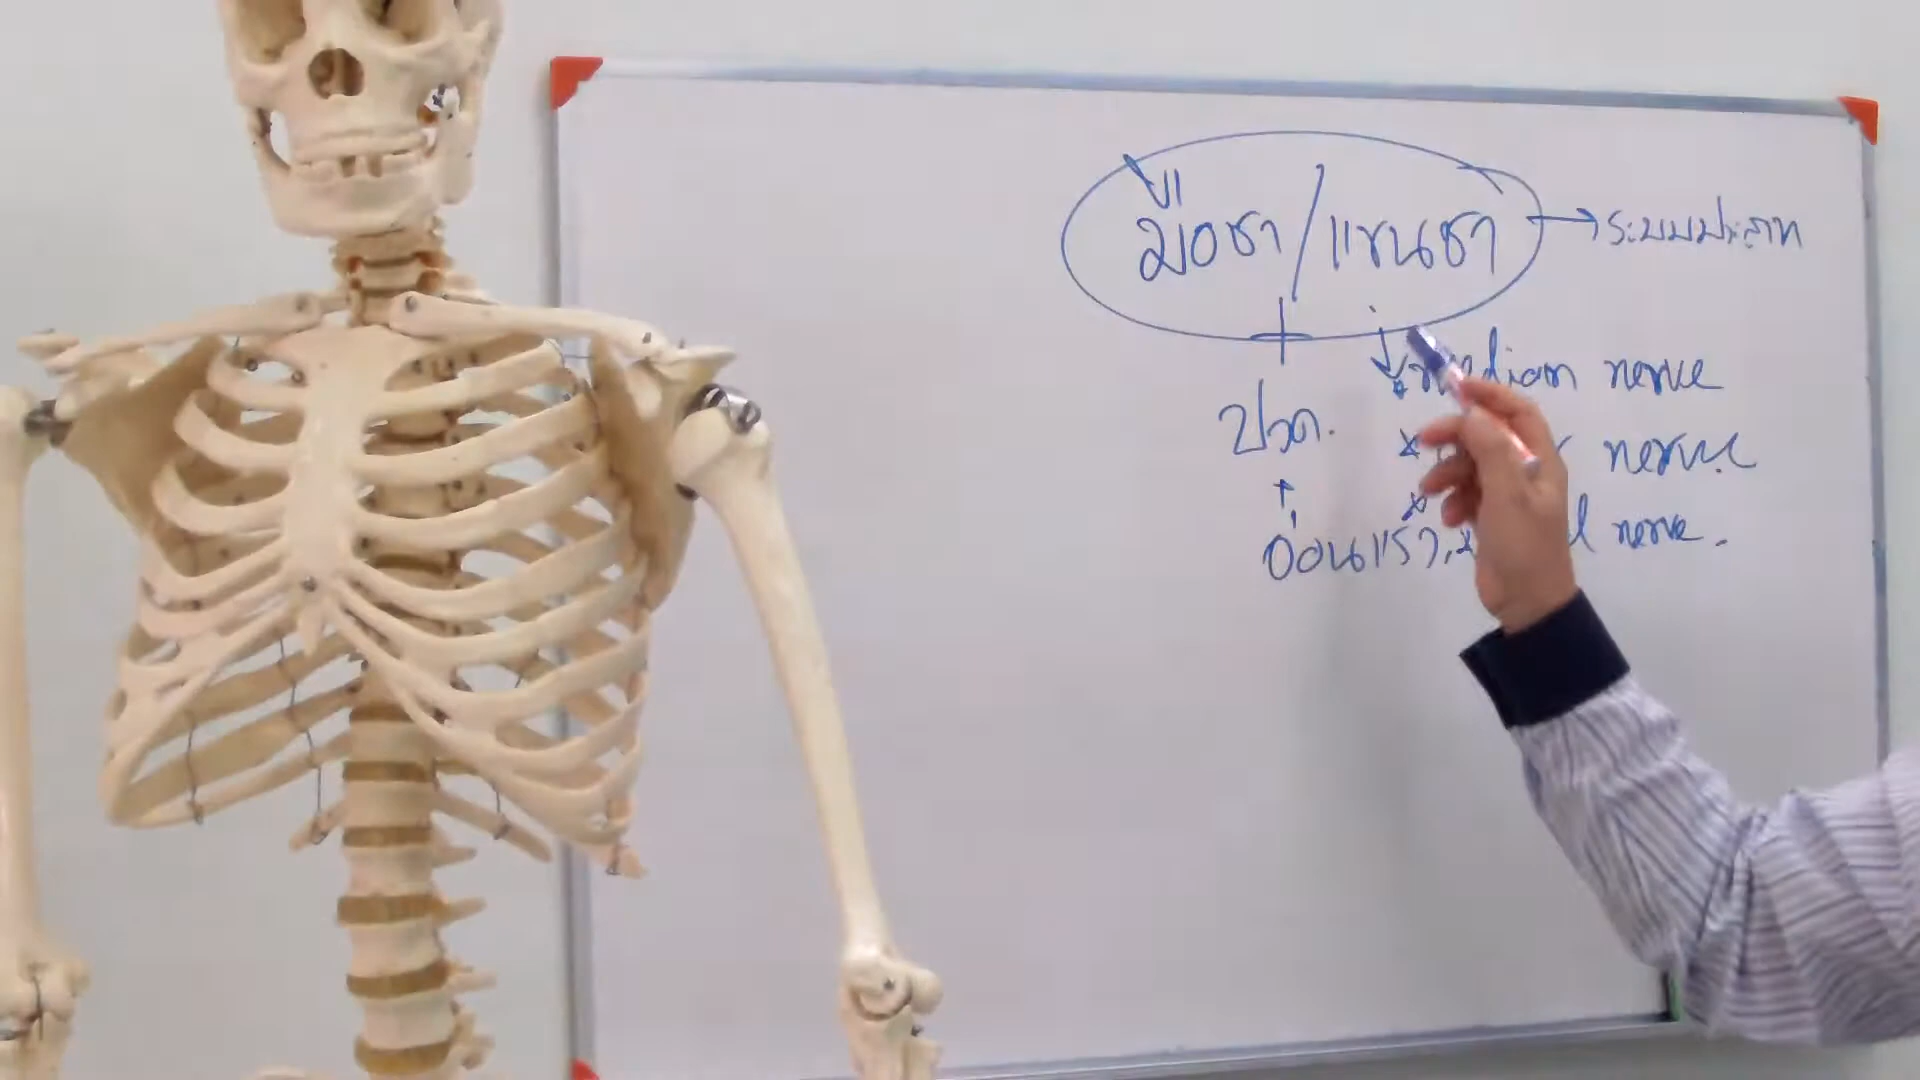 มือชา/แขนชา → ระบบประสาท
median nerve
ปวด.
nerve
nerve.
อ่อนแรง,